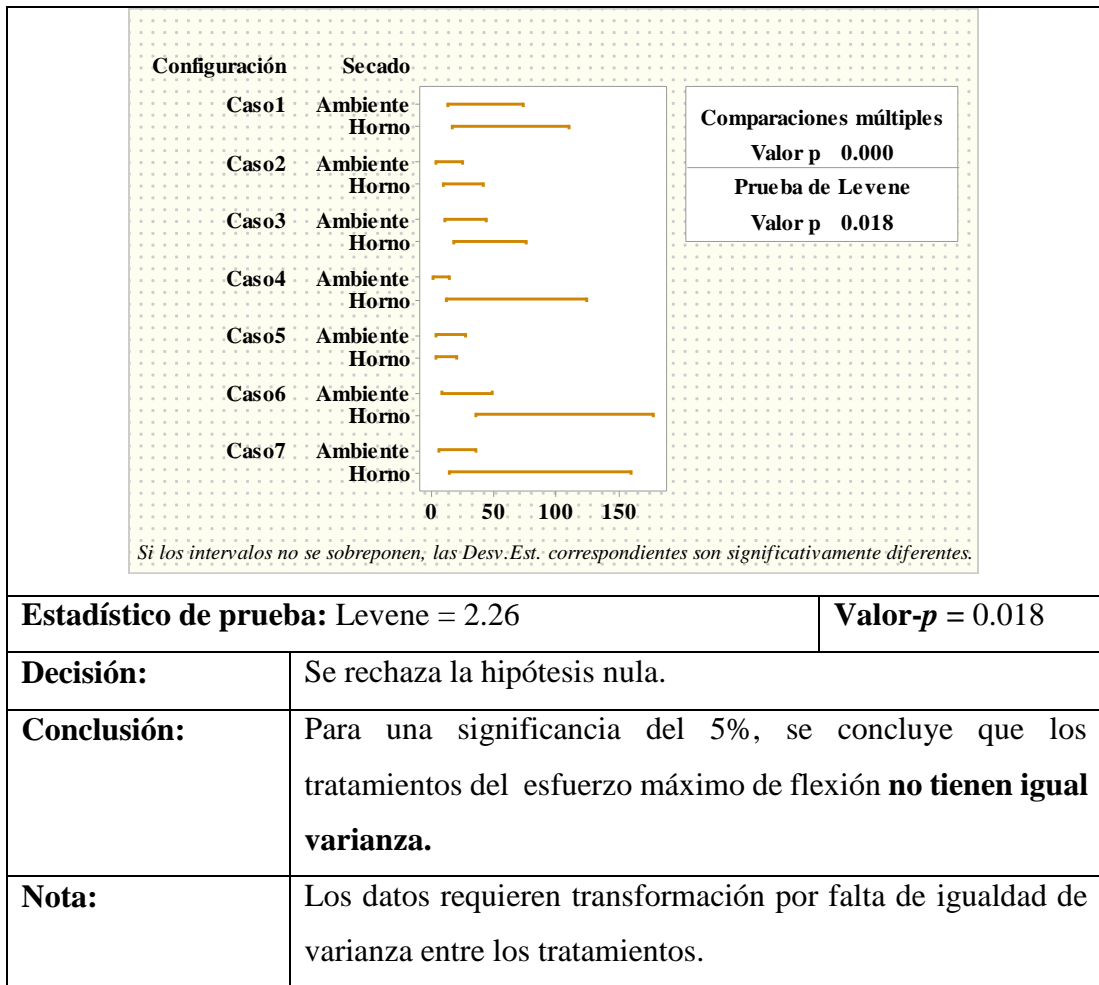 Configuración Secado
Caso1 Ambiente
Horno
Caso2 Ambiente
Horno
Caso3 Ambiente
Horno
Caso4 Ambiente
Horno
Caso5 Ambiente
Horno
Caso6 Ambiente
Horno
Caso7 Ambiente
Horno
0 50 100 150
Comparaciones múltiples
Valor p 0.000
Prueba de Levene
Valor p 0.018
Si los intervalos no se sobreponen, las Desv.Est. correspondientes son significativamente diferentes.
Estadístico de prueba: Levene = 2.26 Valor-p = 0.018
Decisión: Se rechaza la hipótesis nula.
Conclusión: Para una significancia del 5%, se concluye que los
tratamientos del esfuerzo máximo de flexión no tienen igual
varianza.
Nota: Los datos requieren transformación por falta de igualdad de
varianza entre los tratamientos.